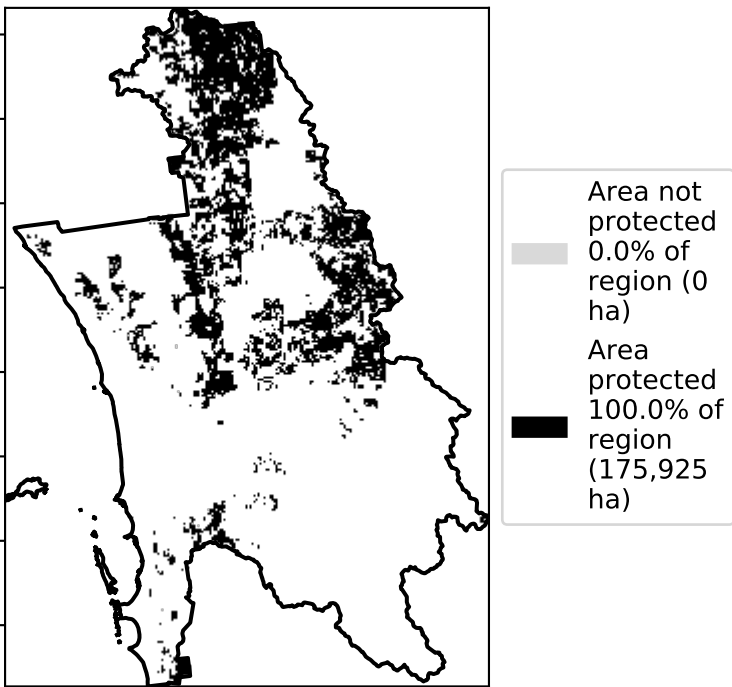 Area not
protected
0.0% of
region (0
ha)
Area
protected
100.0% of
region
(175,925
ha)